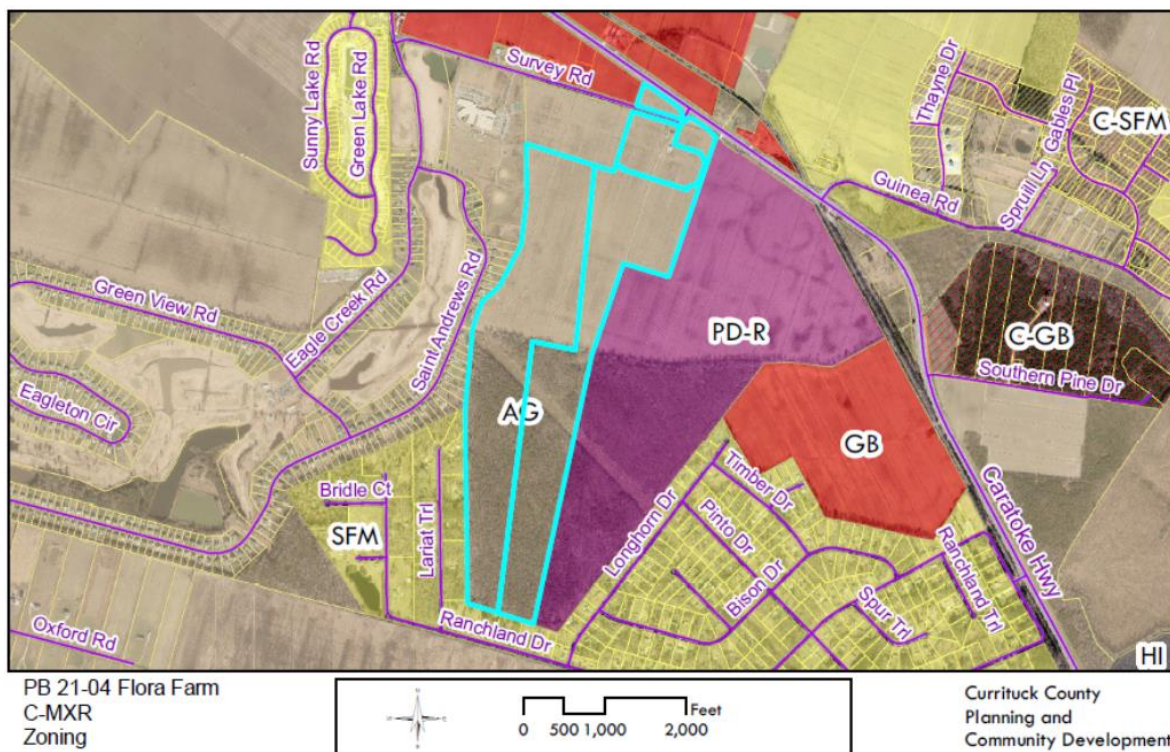 Sunny Lake Rd
Green Lake Rd
Survey Rd
Thayne Dr
Gables Pl
C-SFM
Guinea Rd
Spruill Ln
Green View Rd
Eagle Creek Rd
Saint Andrews Rd
PD-R
C-GB
Southern Pine Dr
Eagleton Cir
AG
GB
Caratoke Hwy
Bridle Ct
SFM
Lariat Trl
Longhorn Dr
Timber Dr
Pinto Dr
Bison Dr
Ranchland Trl
Spur Trl
Oxford Rd
Ranchland Dr
HI
PB 21-04 Flora Farm
C-MXR
Zoning
Feet
0 500 1,000 2,000
Currituck County
Planning and
Community Development